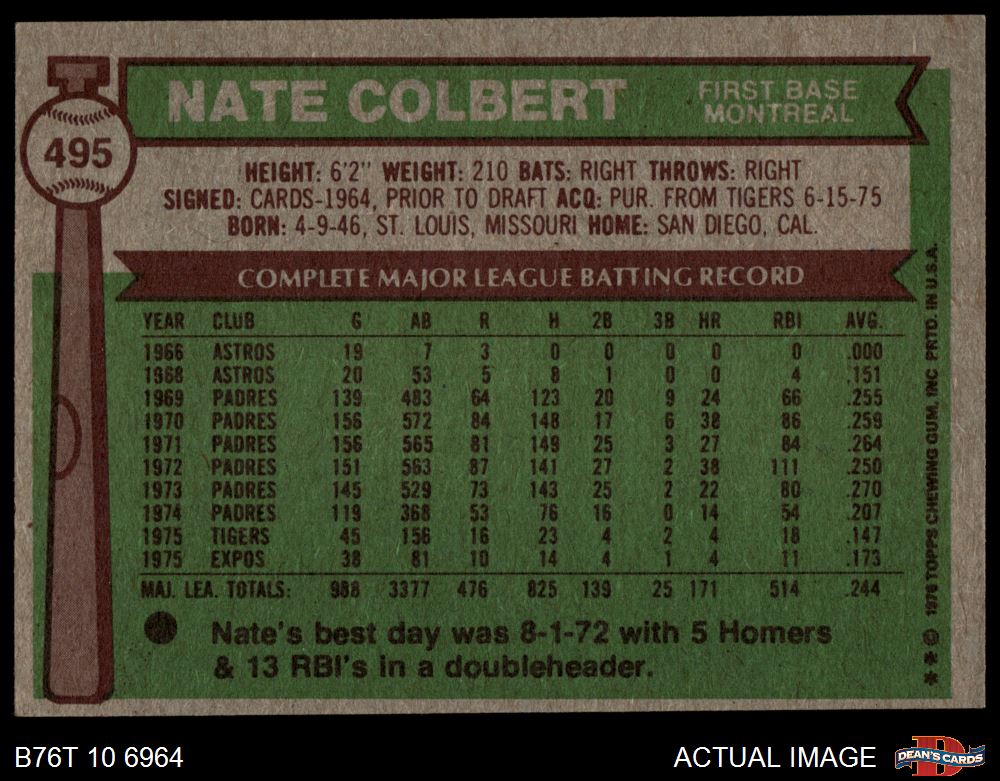 495
NATE COLBERT
FIRST BASE
MONTREAL
HEIGHT: 6'2" WEIGHT: 210 BATS: RIGHT THROWS: RIGHT
SIGNED: CARDS-1964, PRIOR TO DRAFT ACQ: PUR. FROM TIGERS 6-15-75
BORN: 4-9-46, ST. LOUIS, MISSOURI HOME: SAN DIEGO, CAL.
COMPLETE MAJOR LEAGUE BATTING RECORD
YEAR CLUB G AB R H 2B 3B HR RBI AVG.
1966 ASTROS 19 7 3 0 0 0 0 0 .000
1968 ASTROS 20 53 5 8 1 0 0 4 .151
1969 PADRES 139 483 64 123 20 9 24 66 .255
1970 PADRES 156 572 84 148 17 6 38 86 .259
1971 PADRES 156 565 81 149 25 3 27 84 .264
1972 PADRES 151 563 87 141 27 2 38 111 .250
1973 PADRES 145 529 73 143 25 2 22 80 .270
1974 PADRES 119 368 53 76 16 0 14 54 .207
1975 TIGERS 45 156 16 23 4 2 4 18 .147
1975 EXPOS 38 81 10 14 4 1 4 11 .173
MAJ. LEA. TOTALS: 988 3377 476 825 139 25 171 514 .244
Nate's best day was 8-1-72 with 5 Homers
& 13 RBI's in a doubleheader.
** © 1976 TOPPS CHEWING GUM, INC PRTD. IN U.S.A.
B76T 10 6964
ACTUAL IMAGE
D
DEAN'S CARDS